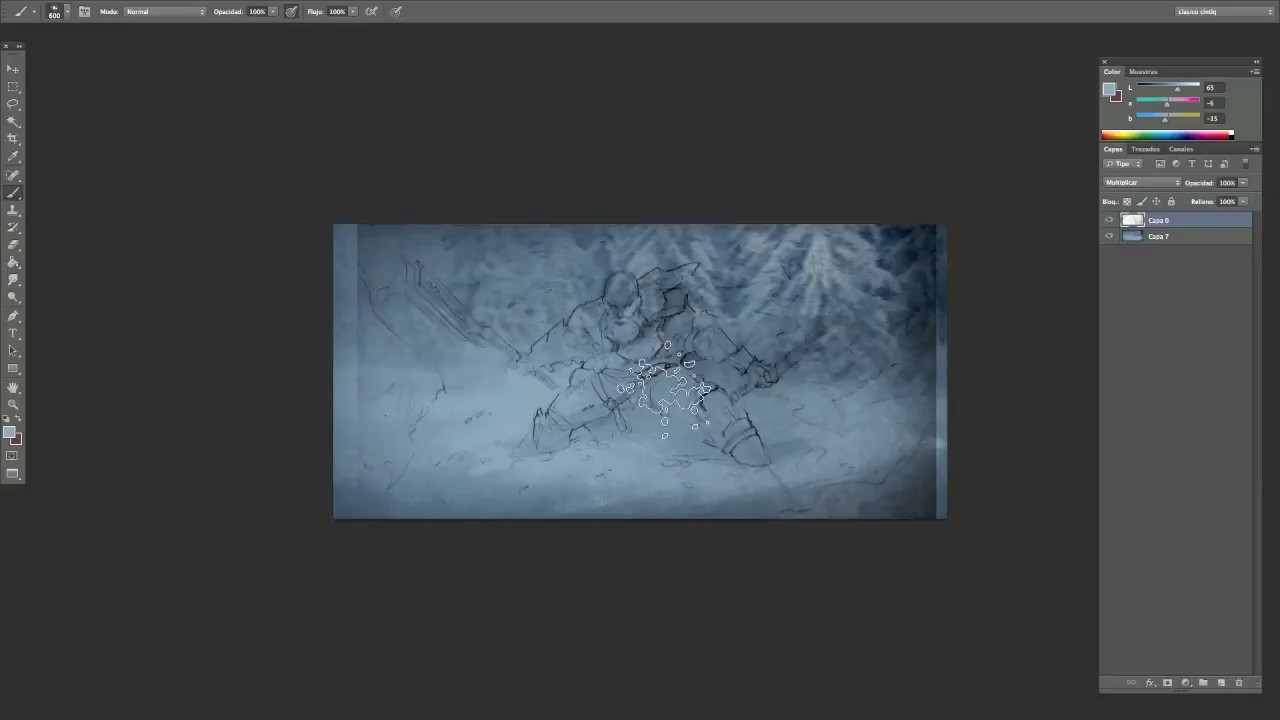 600 Modo: Normal Opacidad: 100% Flujo: 100% clasico cintiq
Color Muestras
L 65
a -6
b -15
Capas Trazados Canales
Tipo
Multiplicar Opacidad: 100%
Bloq.: Relleno: 100%
Capa 0
Capa 7